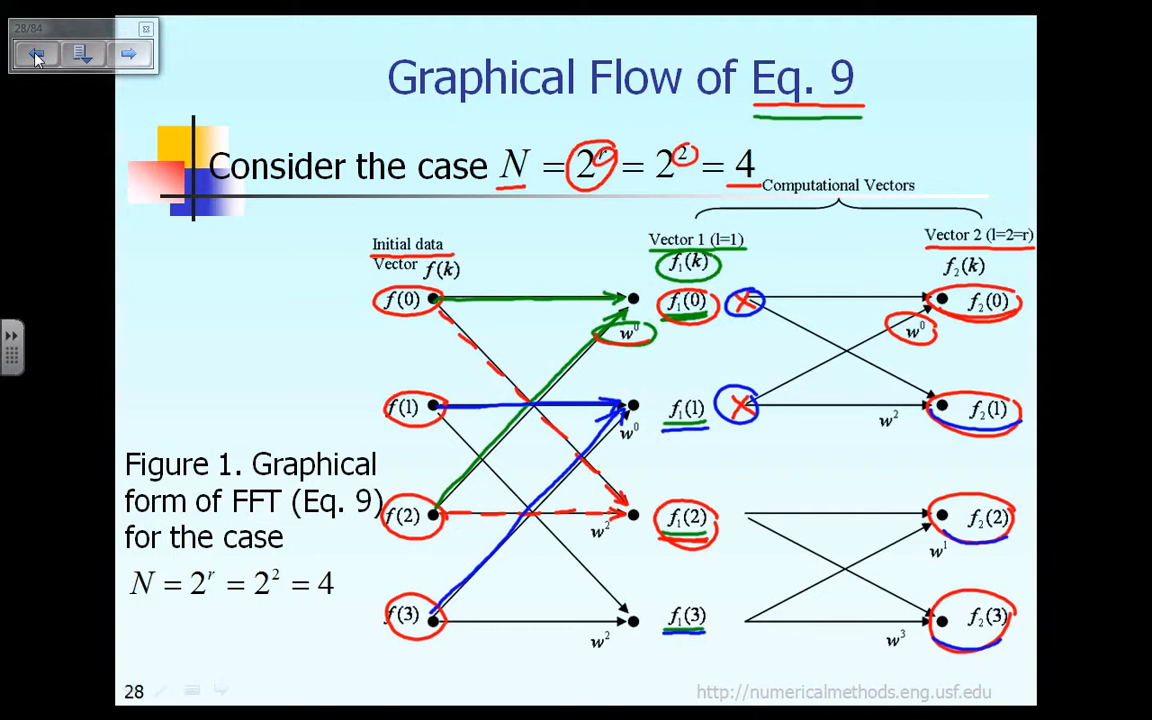 28/84
Graphical Flow of Eq. 9
Consider the case N = 2^r = 2^2 = 4
Computational Vectors
Initial data
Vector f(k)
Vector 1 (l=1)
f₁(k)
Vector 2 (l=2=r)
f₂(k)
f(0) f₁(0) f₂(0)
w⁰ w⁰
f(1) f₁(1) f₂(1)
w⁰ w²
f(2) f₁(2) f₂(2)
w² w¹
f(3) f₁(3) f₂(3)
w² w³
Figure 1. Graphical
form of FFT (Eq. 9)
for the case
N = 2^r = 2^2 = 4
28
http://numericalmethods.eng.usf.edu